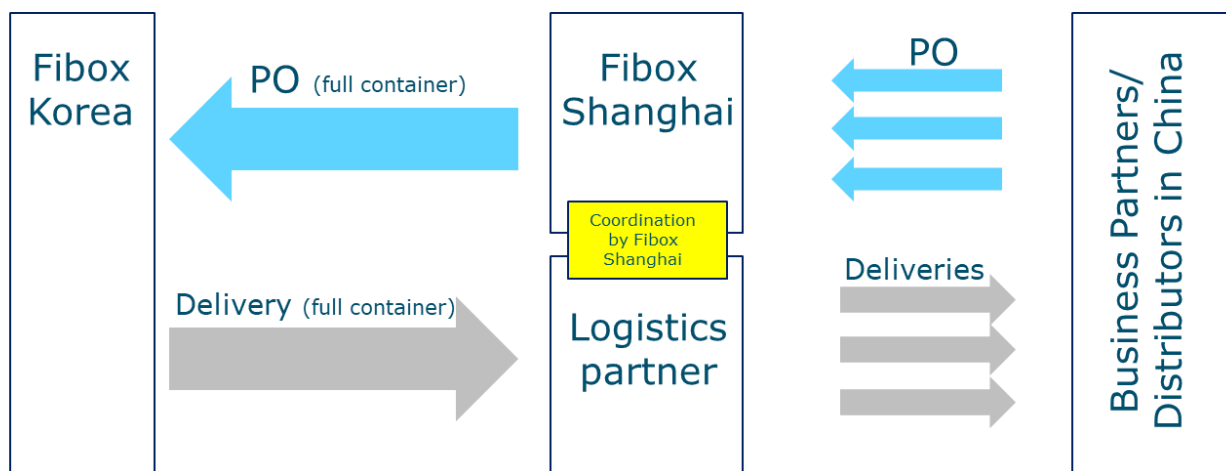 Fibox
Korea
PO (full container)
Fibox
Shanghai
PO
Coordination
by Fibox
Shanghai
Delivery (full container)
Logistics
partner
Deliveries
Business Partners/
Distributors in China